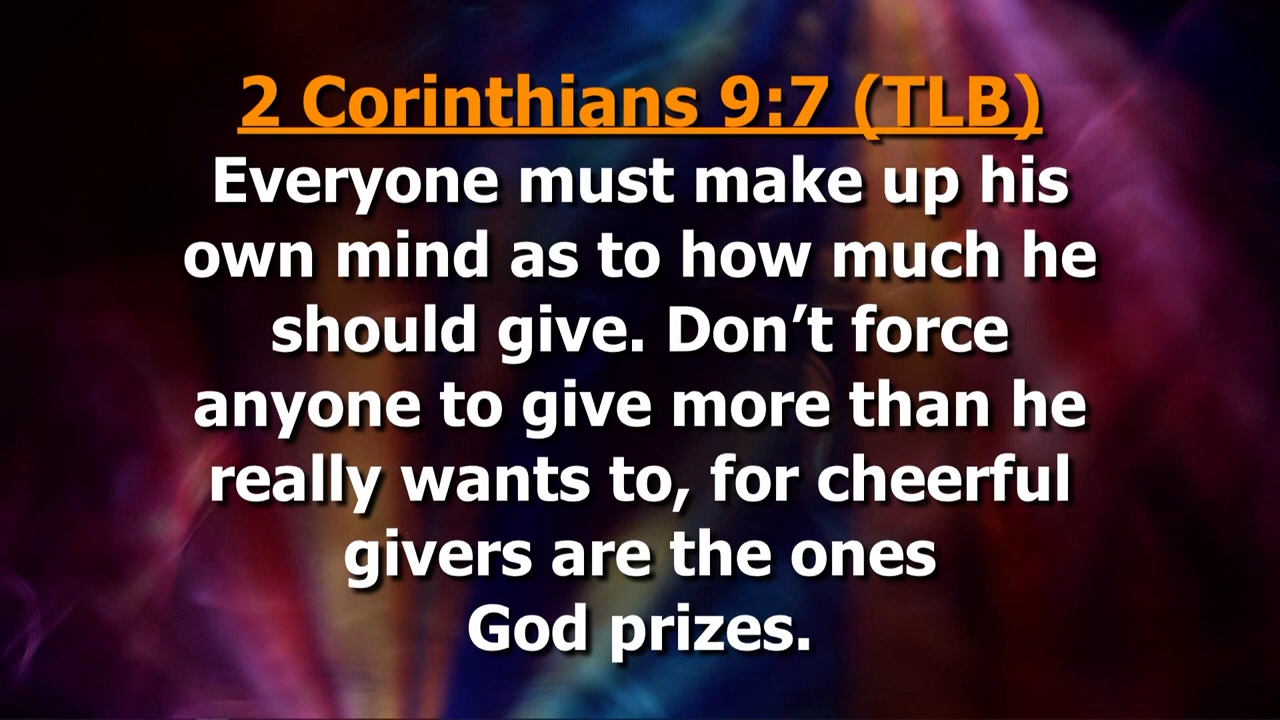 2 Corinthians 9:7 (TLB)
Everyone must make up his
own mind as to how much he
should give. Don’t force
anyone to give more than he
really wants to, for cheerful
givers are the ones
God prizes.